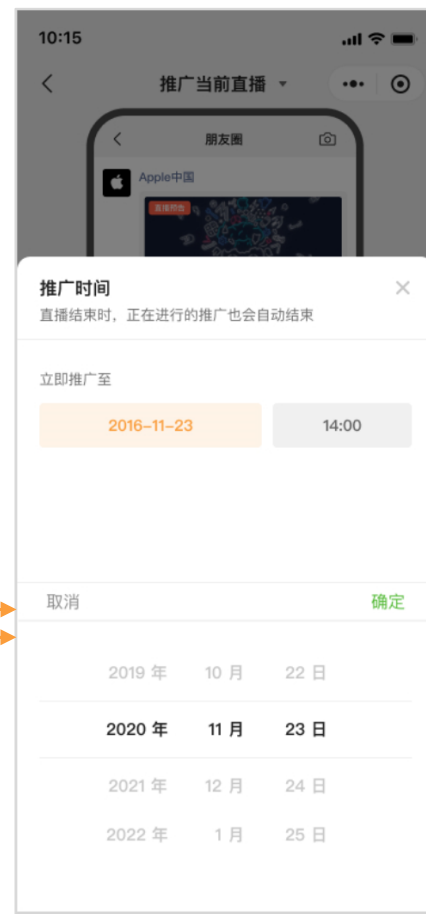 10:15
推广当前直播
朋友圈
Apple中国
直播预告
推广时间
直播结束时，正在进行的推广也会自动结束
立即推广至
2016-11-23 14:00
取消 确定
2019 年 10 月 22 日
2020 年 11 月 23 日
2021 年 12 月 24 日
2022 年 1 月 25 日